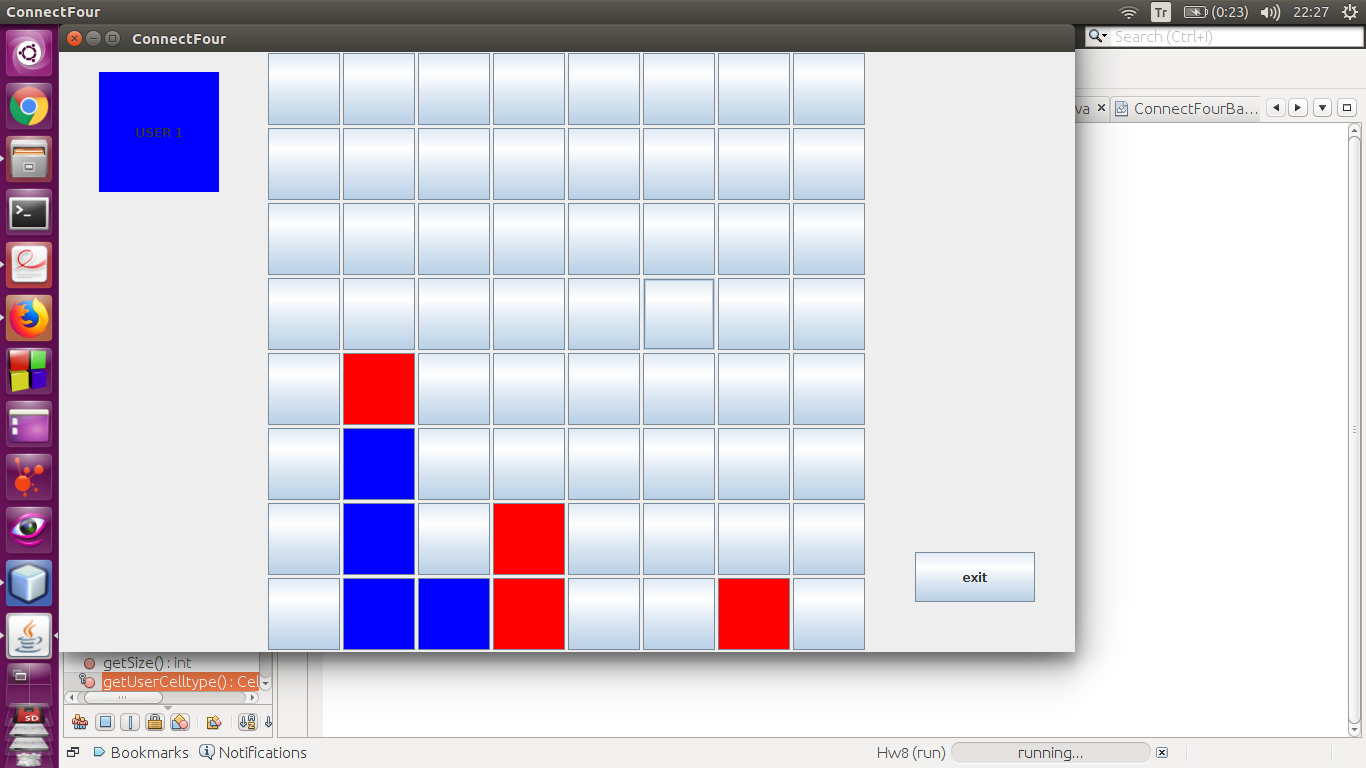 ConnectFour
Tr (0:23) 22:27
ConnectFour
Search (Ctrl+I)
USER 1
va ConnectFourBa...
exit
getSize() : int
getUserCelltype() : Cel
SD
Bookmarks Notifications
Hw8 (run) running...